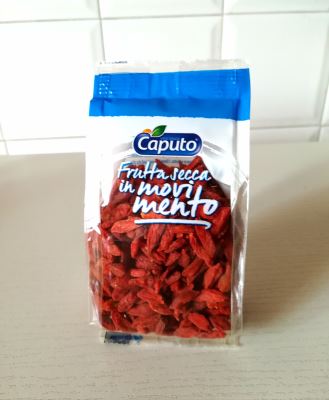 Caputo
Frutta secca
in movi
mento